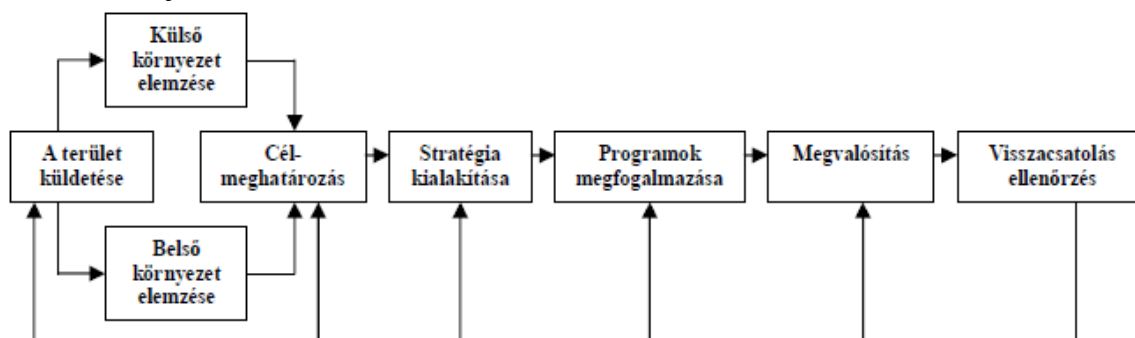 Külső
környezet
elemzése
A terület
küldetése
Belső
környezet
elemzése
Cél-
meghatározás
Stratégia
kialakítása
Programok
megfogalmazása
Megvalósítás
Visszacsatolás
ellenőrzés